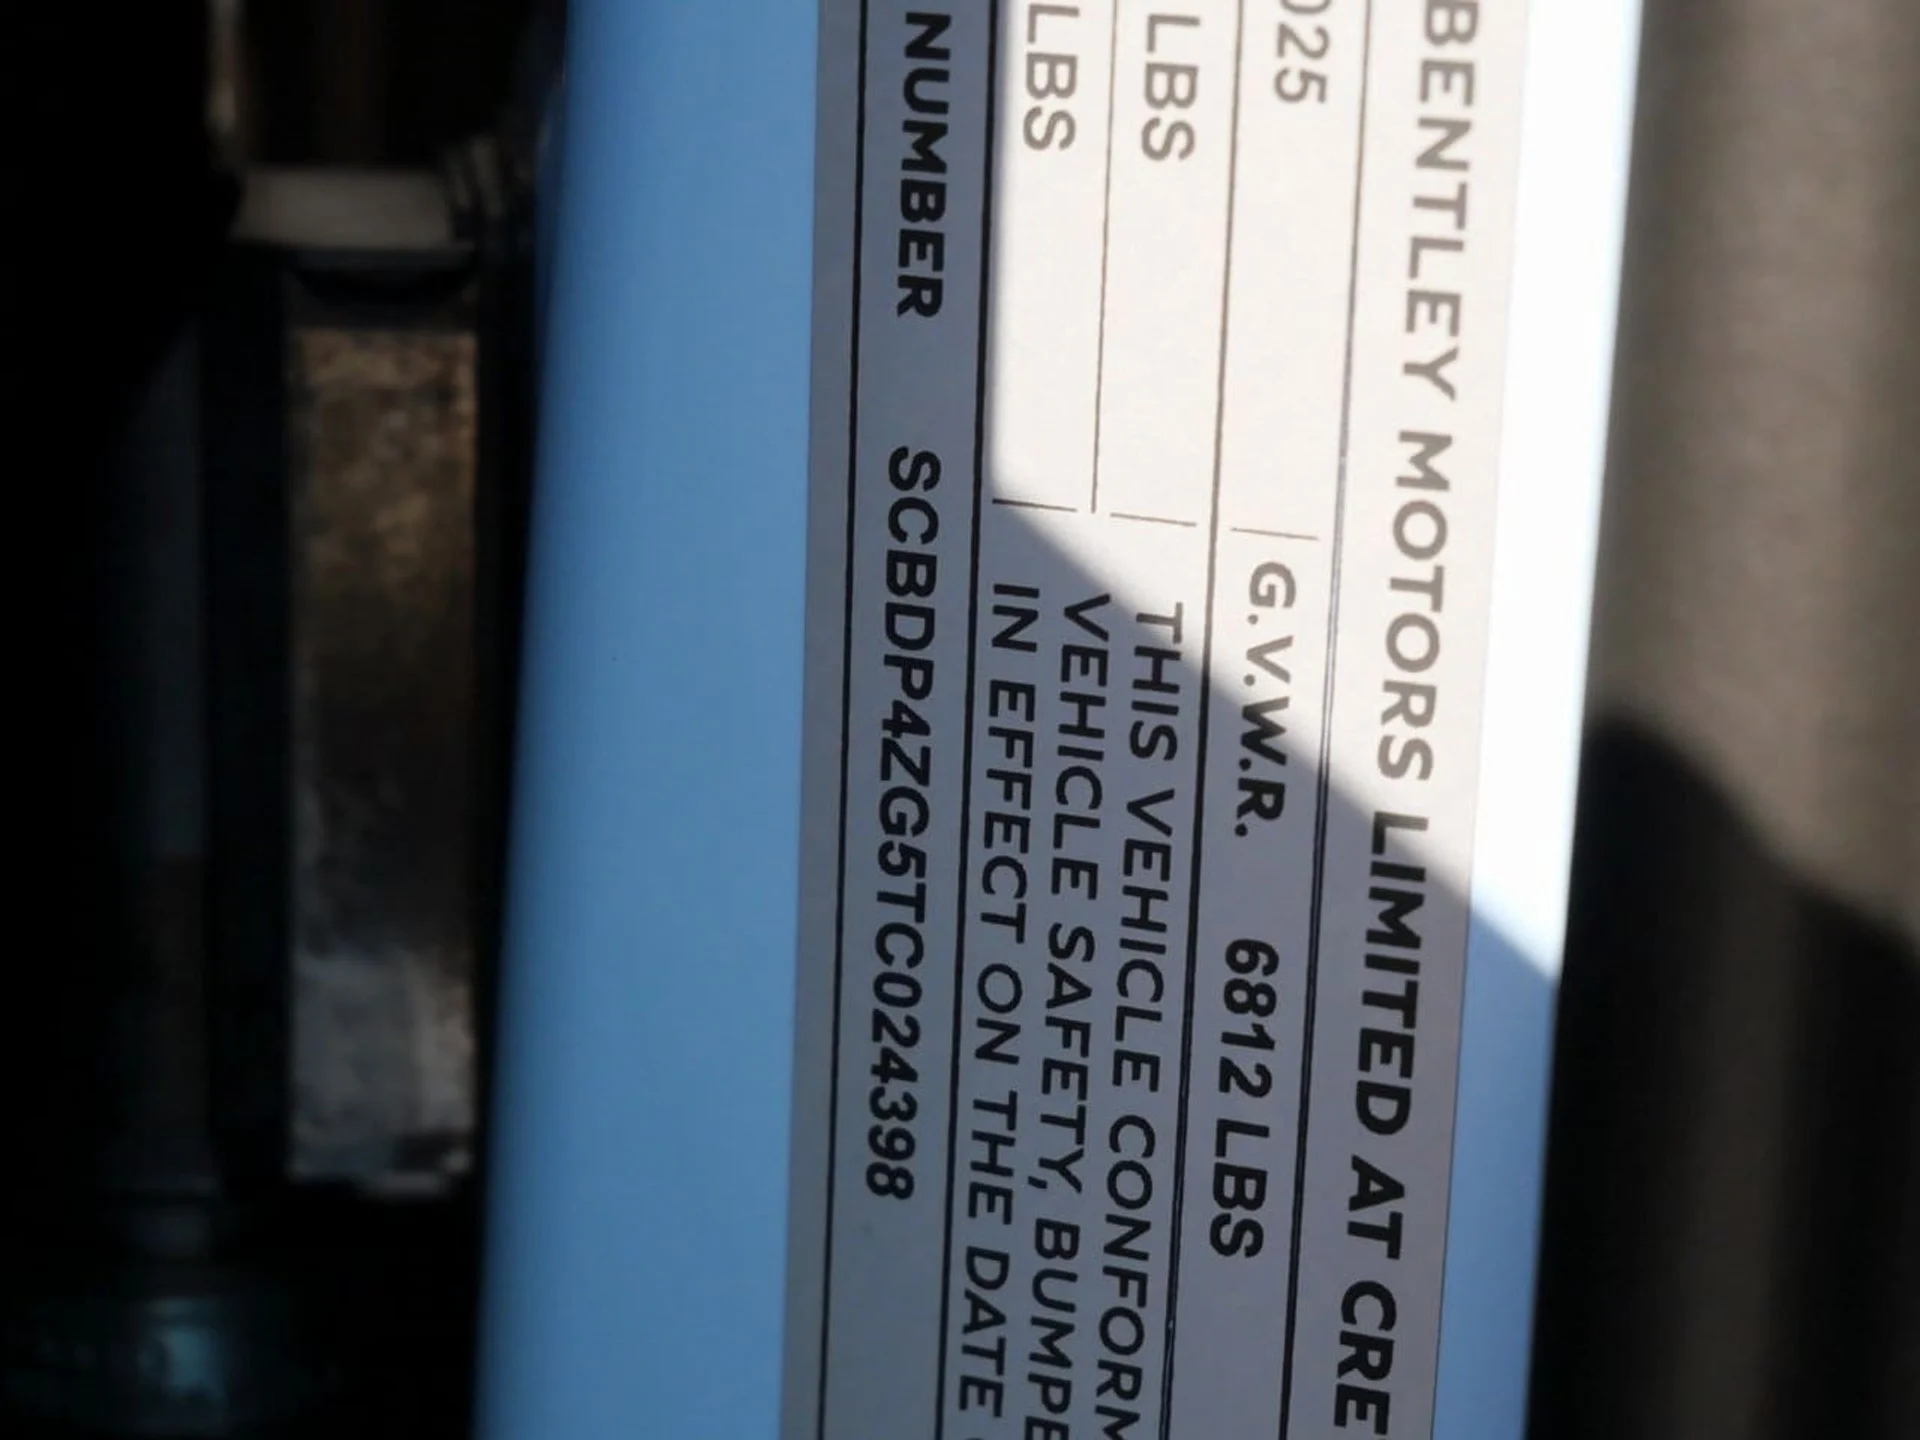 BENTLEY MOTORS LIMITED AT CRE
025 G.V.W.R. 6812 LBS
LBS THIS VEHICLE CONFORM
LBS VEHICLE SAFETY, BUMPE
IN EFFECT ON THE DATE
NUMBER SCBDP4ZG5TC024398